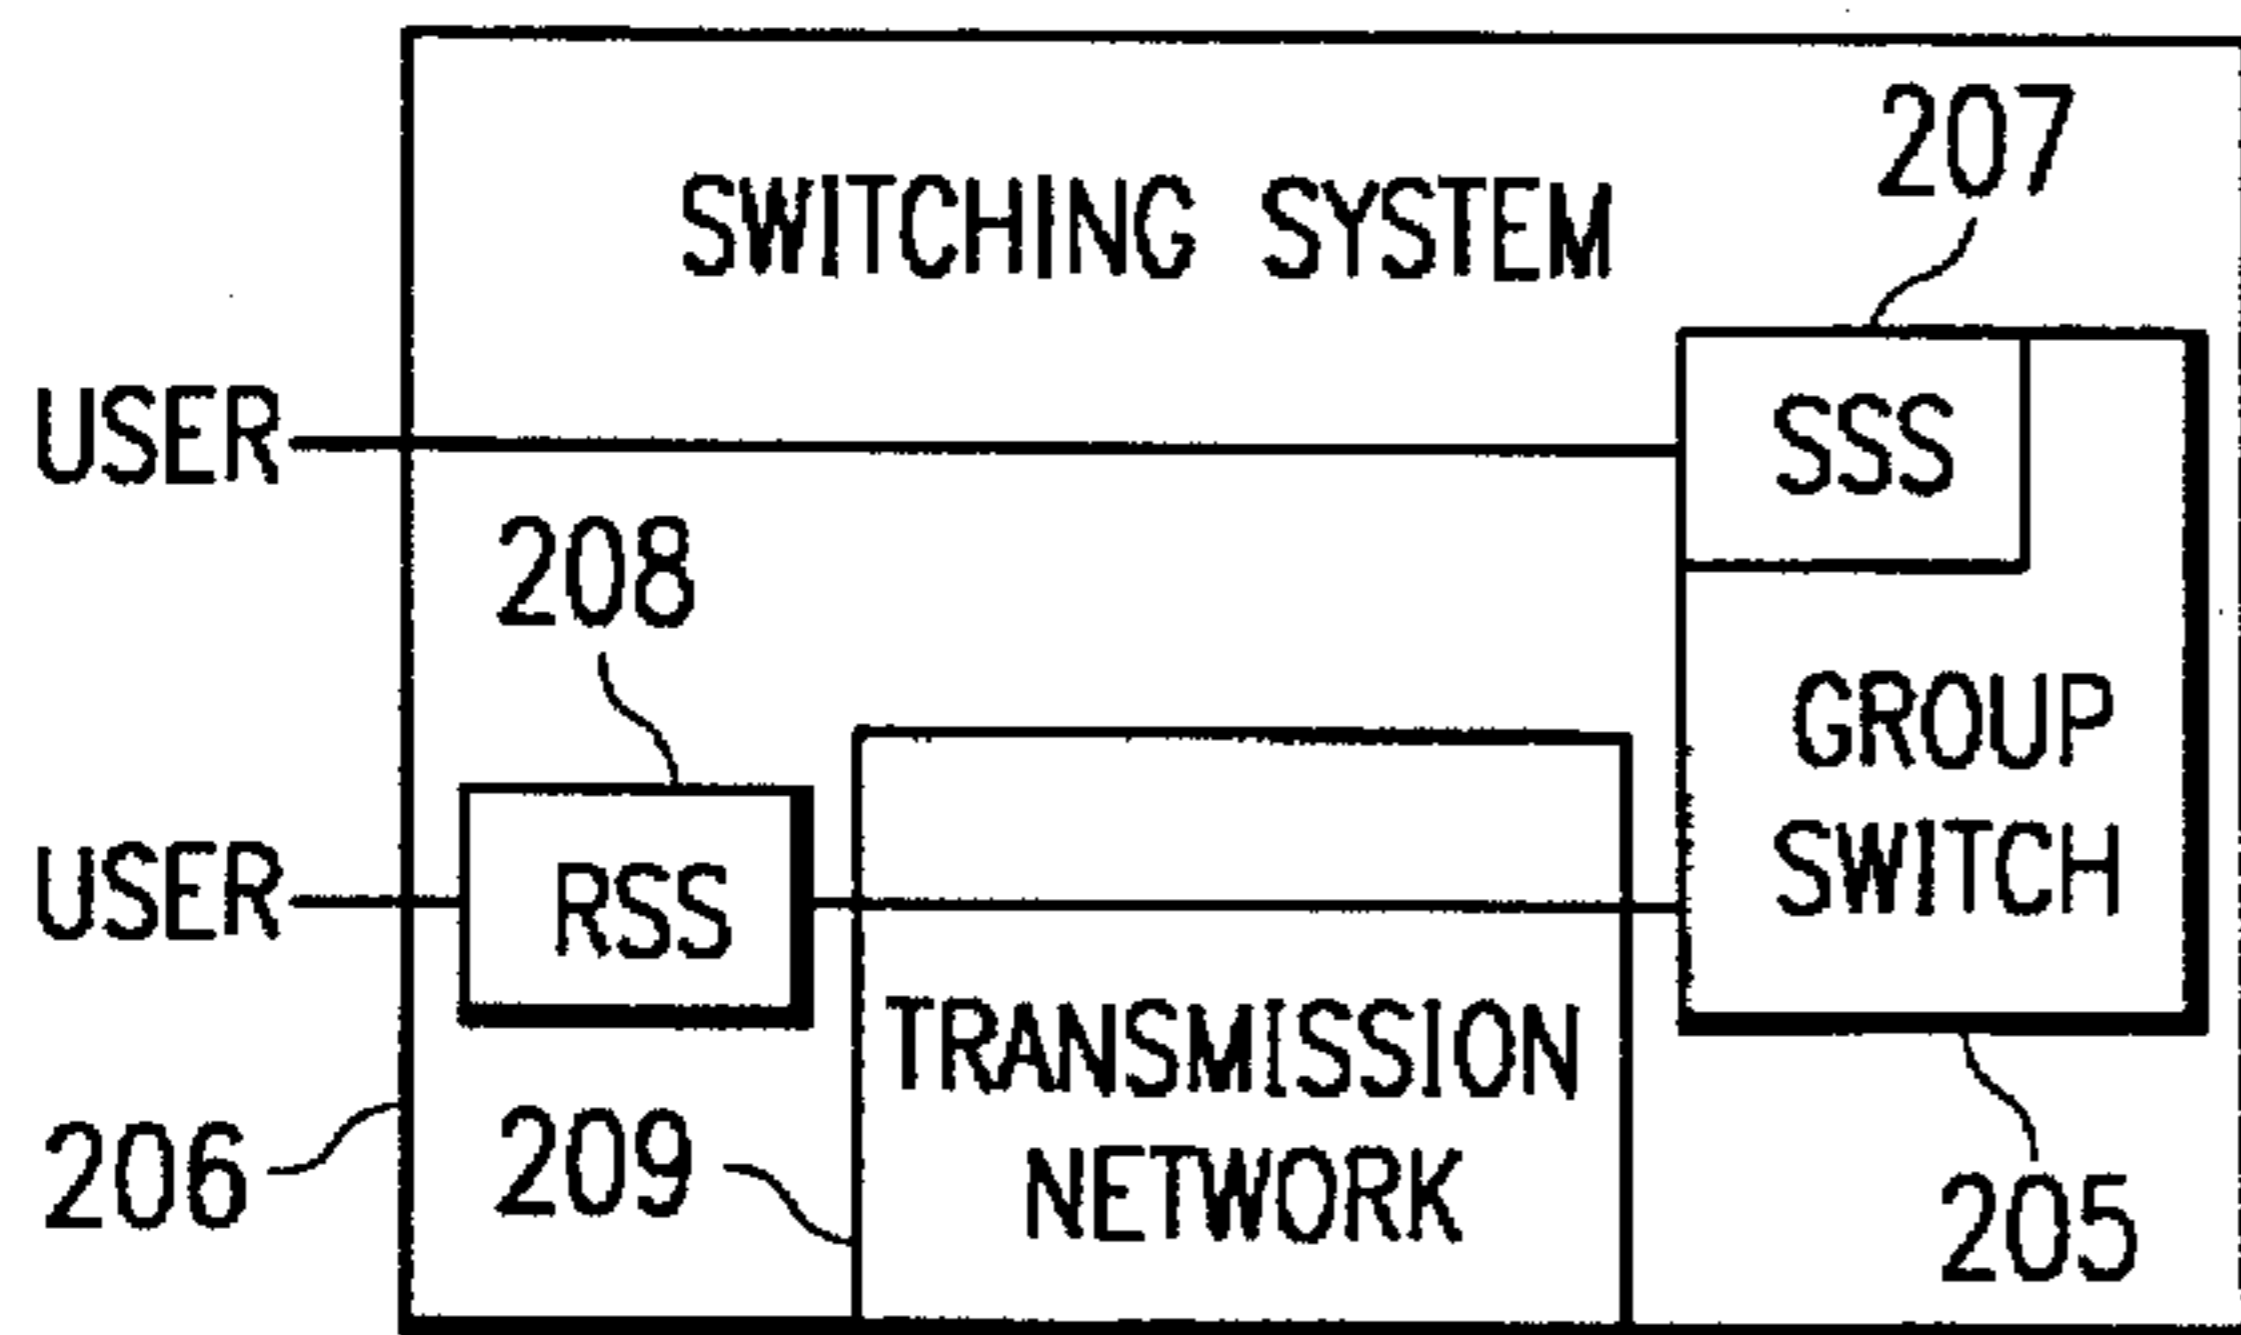 207
SWITCHING SYSTEM
USER
SSS
208
GROUP
SWITCH
USER
RSS
TRANSMISSION
NETWORK
206
209
205